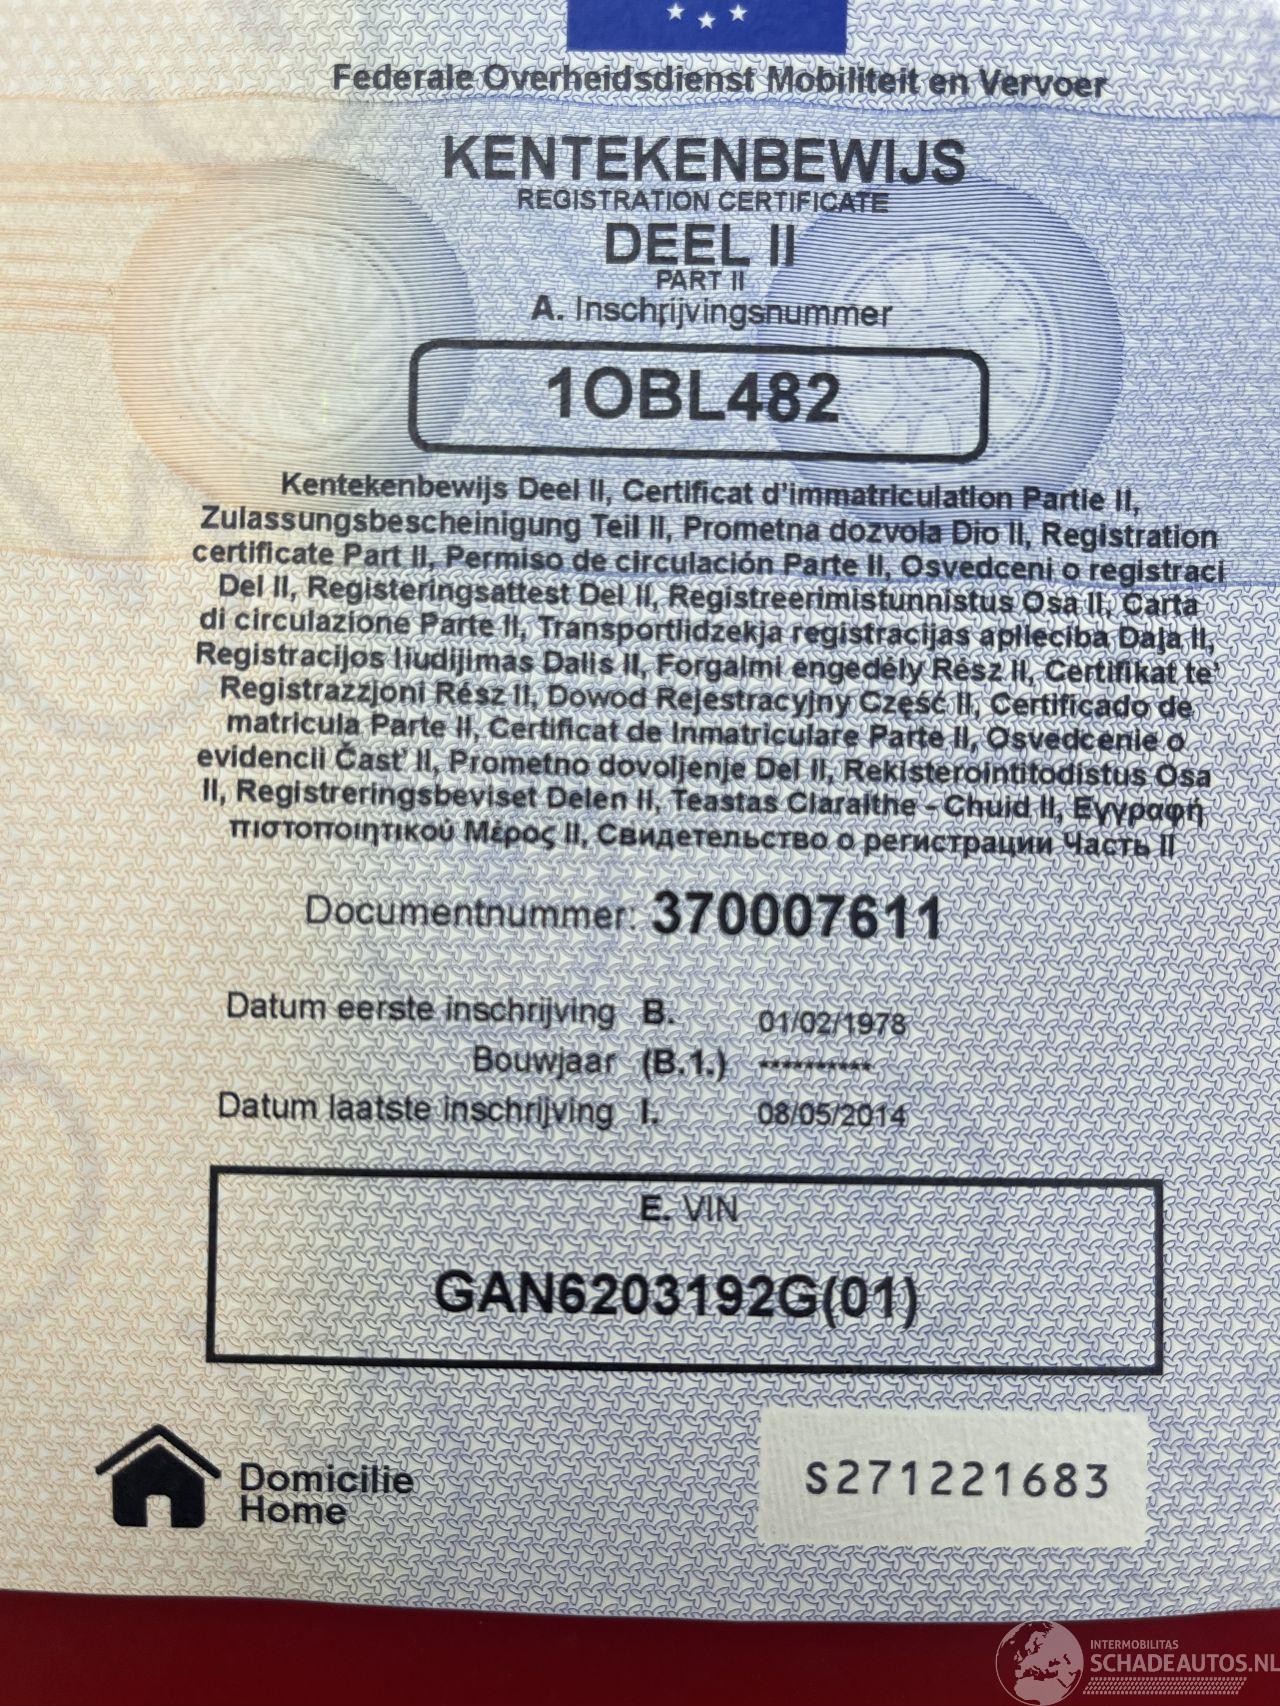 Federale Overheidsdienst Mobiliteit en Vervoer
KENTEKENBEWIJS
REGISTRATION CERTIFICATE
DEEL II
PART II
A. Inschrijvingsnummer
1OBL482
Kentekenbewijs Deel II, Certificat d'immatriculation Partie II,
Zulassungsbescheinigung Teil II, Prometna dozvola Dio II, Registration
certificate Part II, Permiso de circulación Parte II, Osvedceni o registraci
Del II, Registeringsattest Del II, Registreerimistunnistus Osa II, Carta
di circulazione Parte II, Transportlidzekja registracijas aplieciba Daja II,
Registracijos liudijimas Dalis II, Forgalmi engedély Rész II, Certifikat te'
Registrazzjoni Rész II, Dowod Rejestracyjny Część II, Certificado de
matricula Parte II, Certificat de Inmatriculare Parte II, Osvedcenie o
evidencii Čast' II, Prometno dovoljenje Del II, Rekisterointitodistus Osa
II, Registreringsbeviset Delen II, Teastas Claraithe - Chuid II, Εγγραφή
πιστοποιητικού Μέρος II, Свидетельство о регистрации Часть II
Documentnummer: 370007611
Datum eerste inschrijving B. 01/02/1978
Bouwjaar (B.1.) **********
Datum laatste inschrijving I. 08/05/2014
E. VIN
GAN6203192G(01)
Domicilie
Home
S271221683
INTERMOBILITAS
SCHADEAUTOS.NL